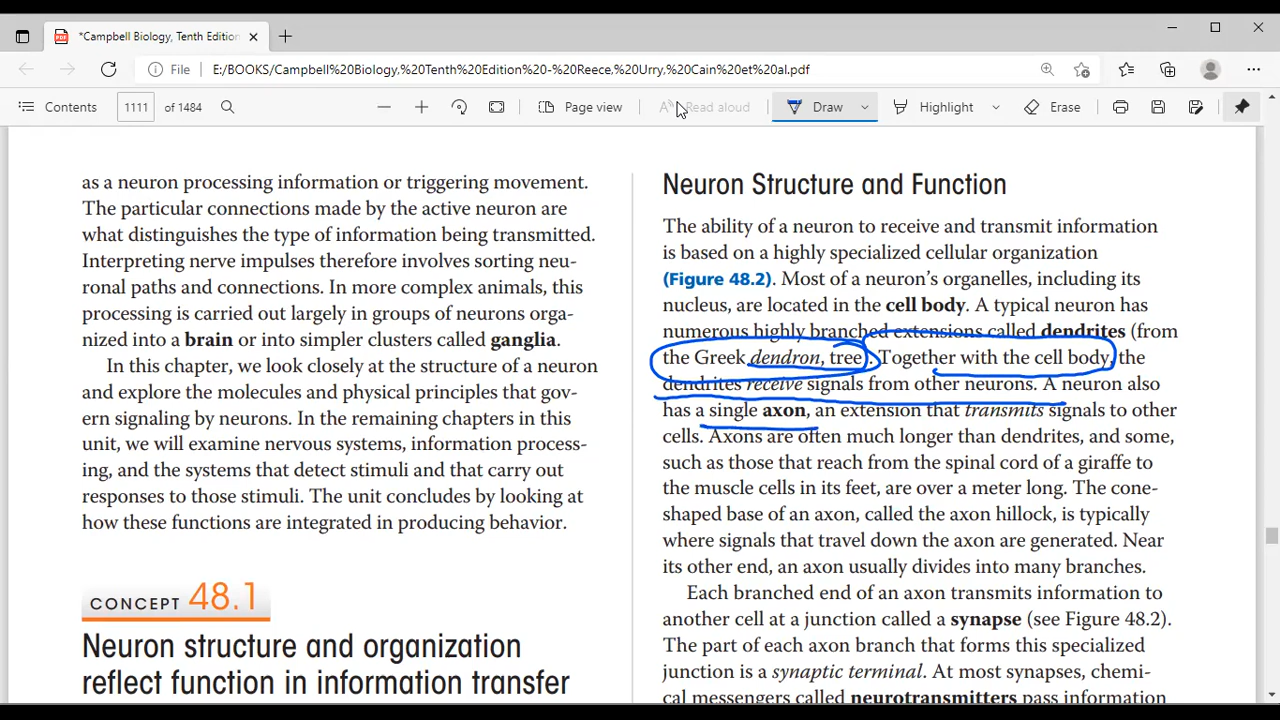 *Campbell Biology, Tenth Edition
File
E:/BOOKS/Campbell%20Biology,%20Tenth%20Edition%20-%20Reece,%20Urry,%20Cain%20et%20al.pdf
Contents
1111 of 1484
Page view
Read aloud
Draw
Highlight
Erase
as a neuron processing information or triggering movement.
The particular connections made by the active neuron are
what distinguishes the type of information being transmitted.
Interpreting nerve impulses therefore involves sorting neu-
ronal paths and connections. In more complex animals, this
processing is carried out largely in groups of neurons orga-
nized into a brain or into simpler clusters called ganglia.
In this chapter, we look closely at the structure of a neuron
and explore the molecules and physical principles that gov-
ern signaling by neurons. In the remaining chapters in this
unit, we will examine nervous systems, information process-
ing, and the systems that detect stimuli and that carry out
responses to those stimuli. The unit concludes by looking at
how these functions are integrated in producing behavior.
CONCEPT 48.1
Neuron structure and organization
reflect function in information transfer
Neuron Structure and Function
The ability of a neuron to receive and transmit information
is based on a highly specialized cellular organization
(Figure 48.2). Most of a neuron's organelles, including its
nucleus, are located in the cell body. A typical neuron has
numerous highly branched extensions called dendrites (from
the Greek dendron, tree). Together with the cell body, the
dendrites receive signals from other neurons. A neuron also
has a single axon, an extension that transmits signals to other
cells. Axons are often much longer than dendrites, and some,
such as those that reach from the spinal cord of a giraffe to
the muscle cells in its feet, are over a meter long. The cone-
shaped base of an axon, called the axon hillock, is typically
where signals that travel down the axon are generated. Near
its other end, an axon usually divides into many branches.
Each branched end of an axon transmits information to
another cell at a junction called a synapse (see Figure 48.2).
The part of each axon branch that forms this specialized
junction is a synaptic terminal. At most synapses, chemi-
cal messengers called neurotransmitters pass information